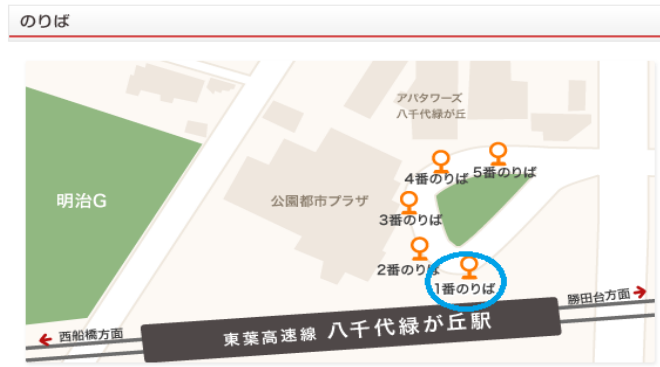 のりば
アパタワーズ
八千代緑が丘
4番のりば
5番のりば
明治G
公園都市プラザ
3番のりば
2番のりば
1番のりば
勝田台方面
東葉高速線 八千代緑が丘駅
西船橋方面